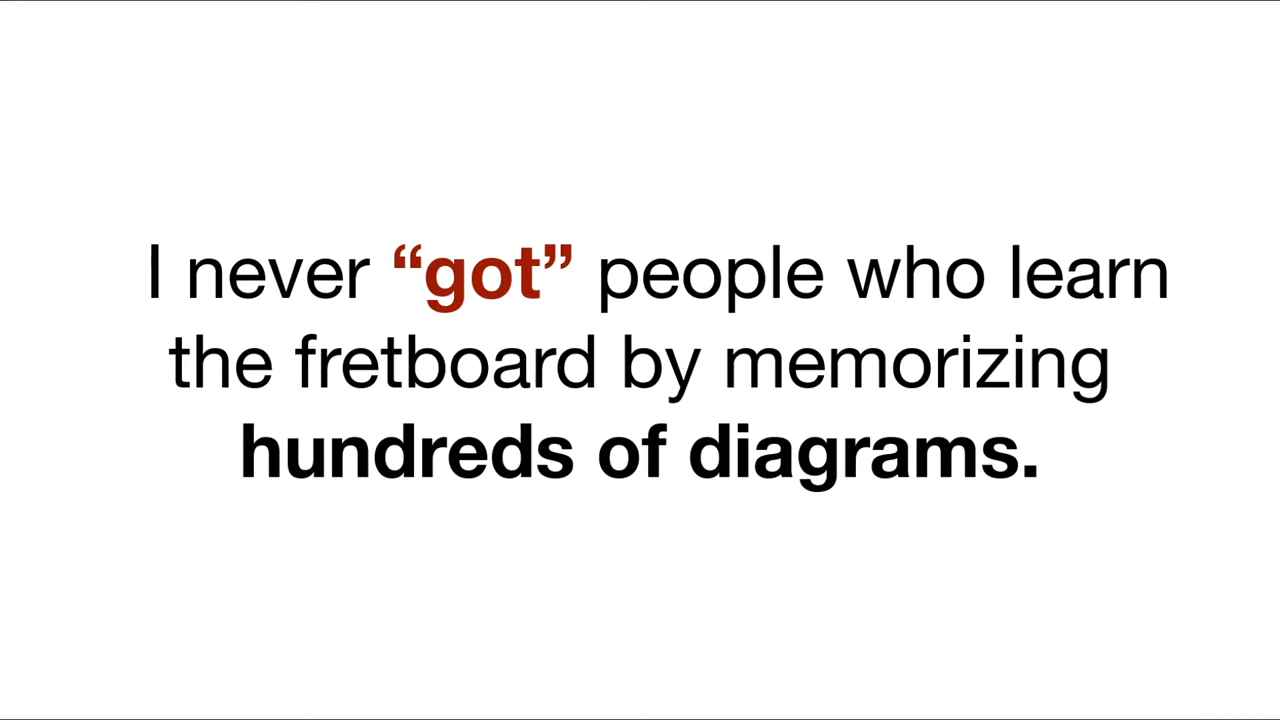 I never “got” people who learn
the fretboard by memorizing
hundreds of diagrams.